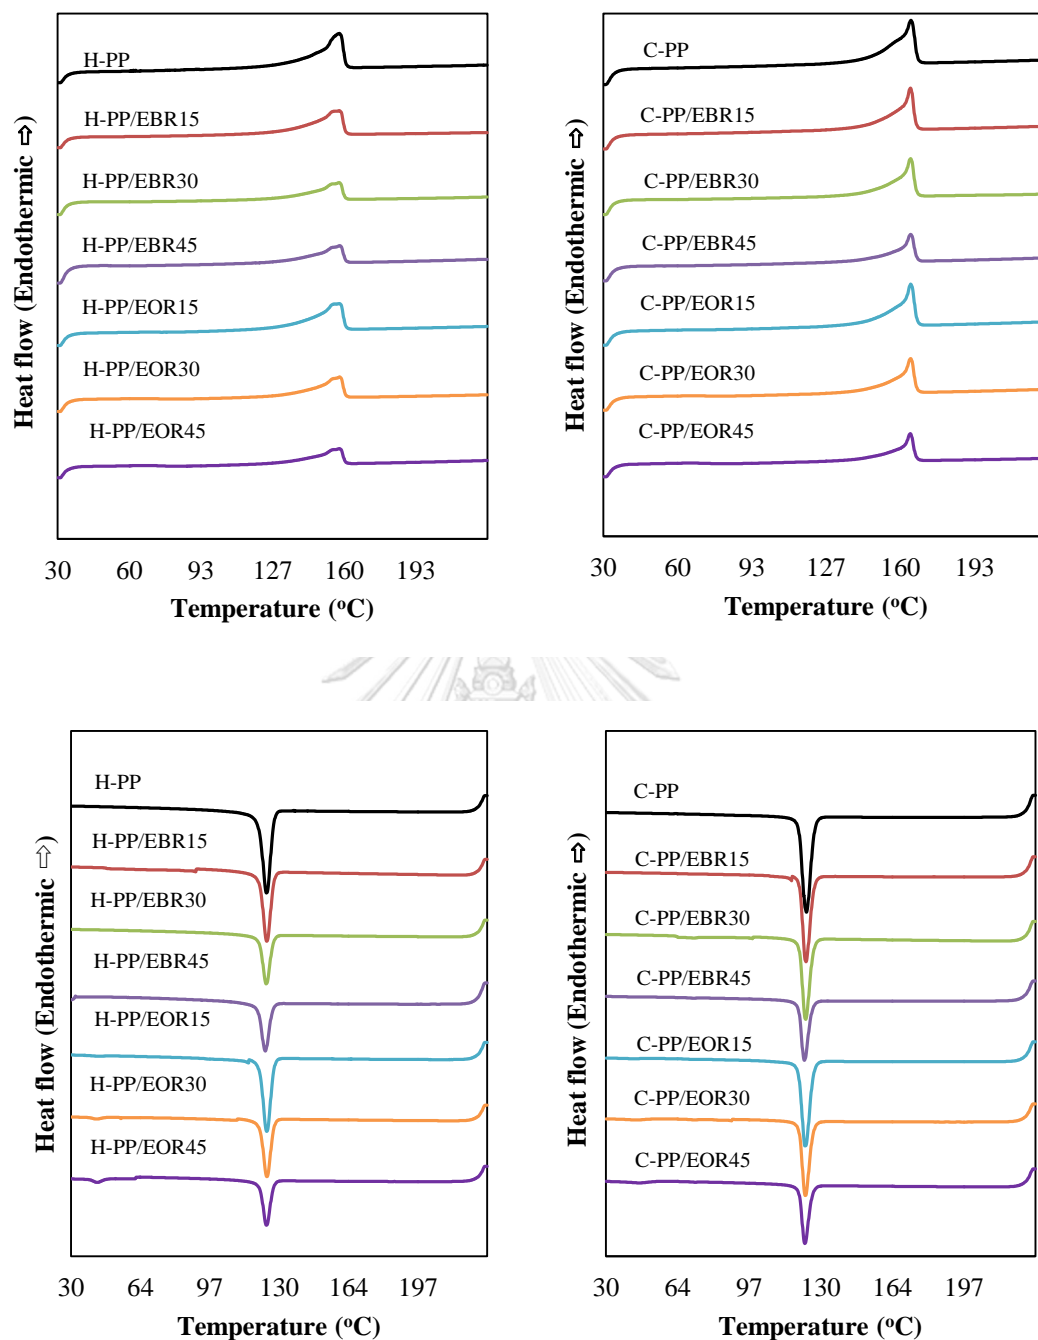 Heat flow (Endothermic ⇨)
H-PP
H-PP/EBR15
H-PP/EBR30
H-PP/EBR45
H-PP/EOR15
H-PP/EOR30
H-PP/EOR45
30 60 93 127 160 193
Temperature (°C)
Heat flow (Endothermic ⇨)
C-PP
C-PP/EBR15
C-PP/EBR30
C-PP/EBR45
C-PP/EOR15
C-PP/EOR30
C-PP/EOR45
30 60 93 127 160 193
Temperature (°C)
Heat flow (Endothermic ⇨)
H-PP
H-PP/EBR15
H-PP/EBR30
H-PP/EBR45
H-PP/EOR15
H-PP/EOR30
H-PP/EOR45
30 64 97 130 164 197
Temperature (°C)
Heat flow (Endothermic ⇨)
C-PP
C-PP/EBR15
C-PP/EBR30
C-PP/EBR45
C-PP/EOR15
C-PP/EOR30
C-PP/EOR45
30 64 97 130 164 197
Temperature (°C)